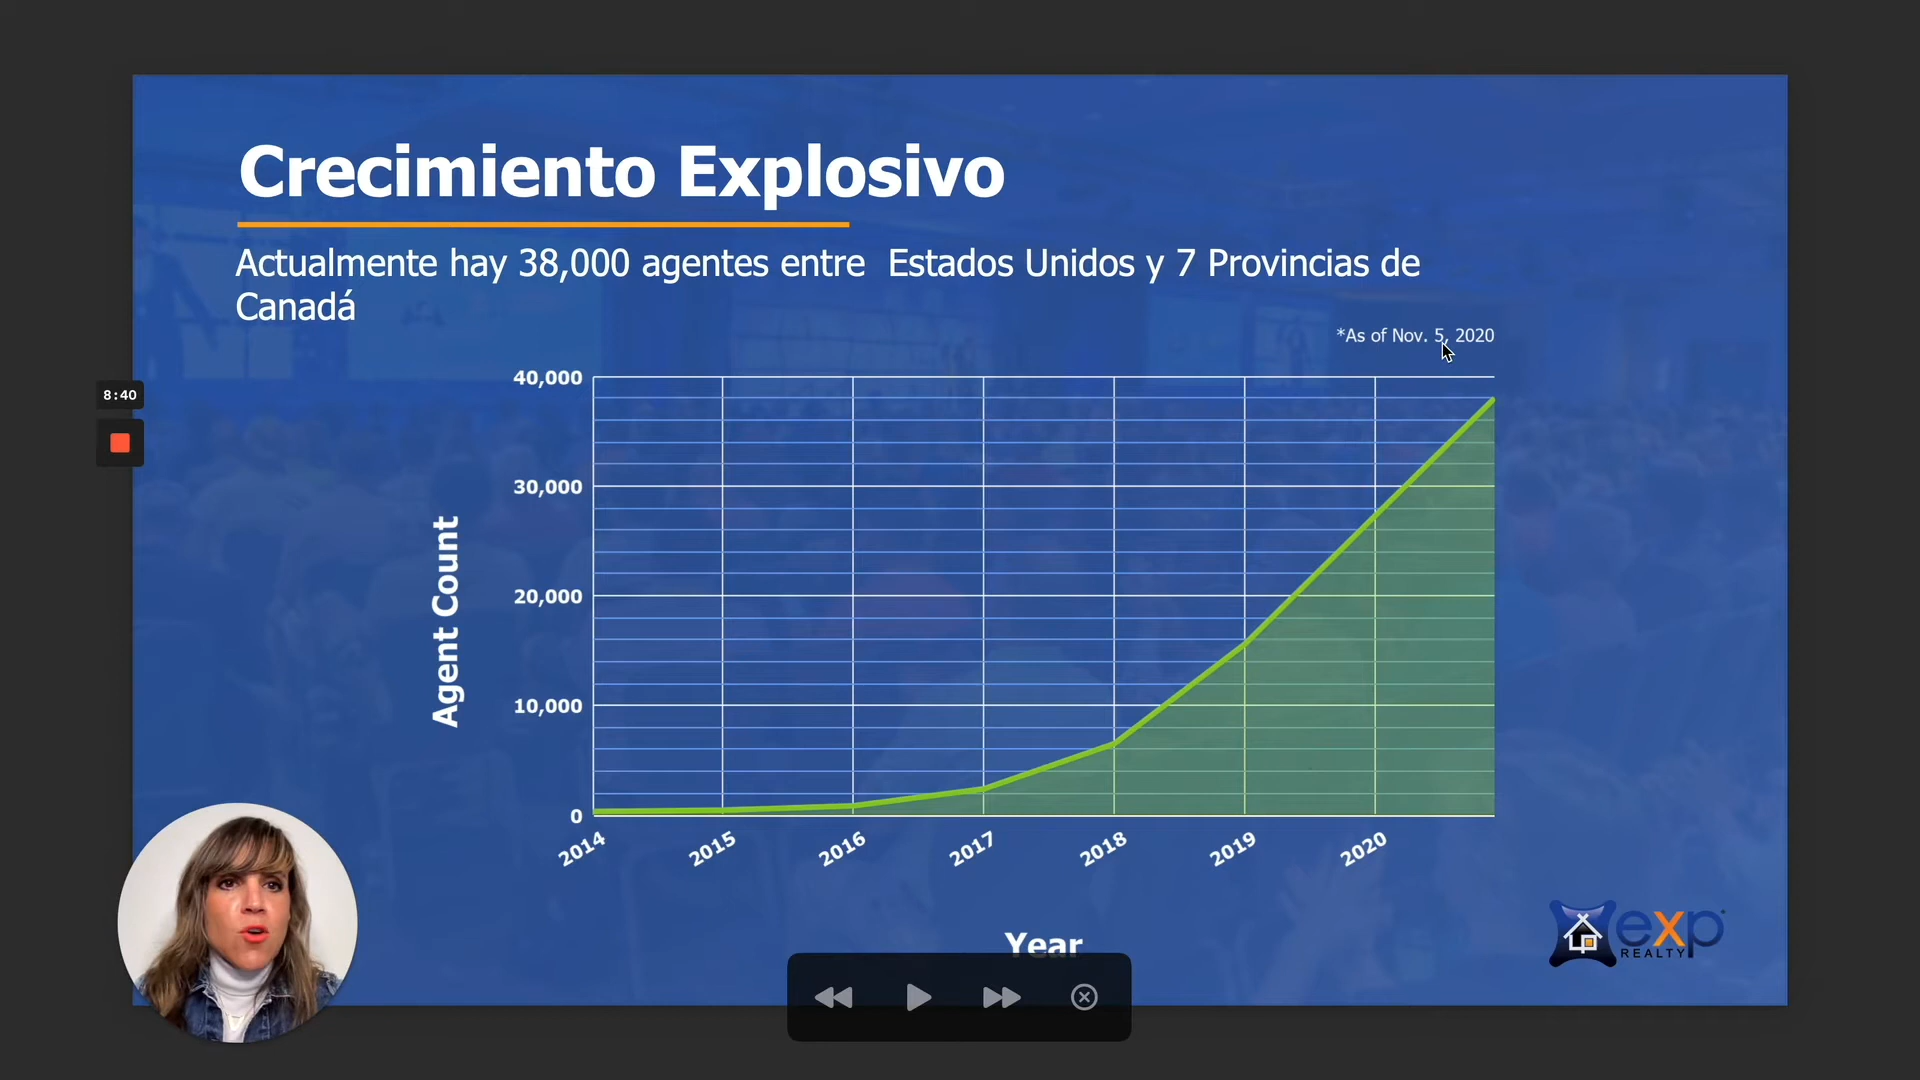 Crecimiento Explosivo
Actualmente hay 38,000 agentes entre  Estados Unidos y 7 Provincias de
Canadá
*As of Nov. 5, 2020
8:40
40,000
30,000
20,000
10,000
0
Agent Count
2014
2015
2016
2017
2018
2019
2020
Year
exp
REALTY